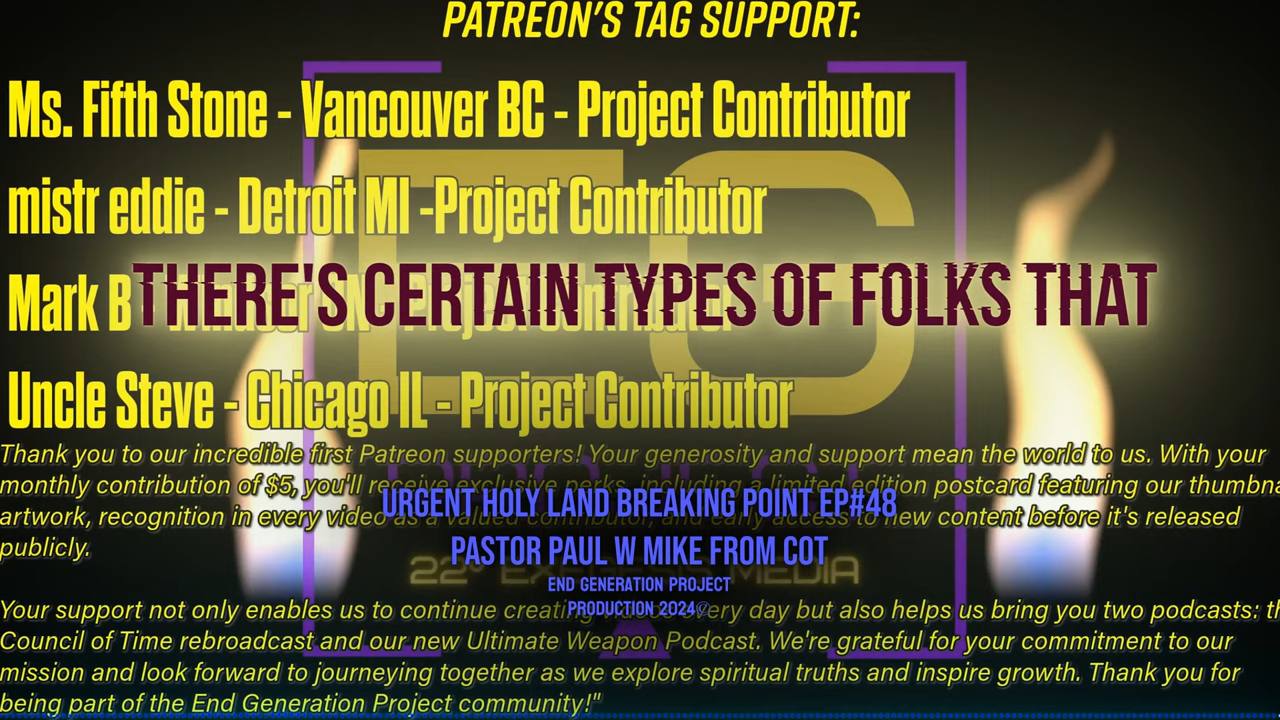 PATREON'S TAG SUPPORT:
Ms. Fifth Stone - Vancouver BC - Project Contributor
mistr eddie - Detroit MI -Project Contributor
Mark B
THERE'S CERTAIN TYPES OF FOLKS THAT
Uncle Steve - Chicago IL - Project Contributor
Thank you to our incredible first Patreon supporters! Your generosity and support mean the world to us. With your
monthly contribution of $5, you'll receive exclusive perks, including a limited edition postcard featuring our thumbna
URGENT HOLY LAND BREAKING POINT EP#48
artwork, recognition in every video as a valued contributor, and early access to new content before it's released
publicly.
PASTOR PAUL W MIKE FROM COT
22 MEDIA
END GENERATION PROJECT
PRODUCTION 2024©
Your support not only enables us to continue creati every day but also helps us bring you two podcasts: th
Council of Time rebroadcast and our new Ultimate Weapon Podcast. We're grateful for your commitment to our
mission and look forward to journeying together as we explore spiritual truths and inspire growth. Thank you for
being part of the End Generation Project community!"